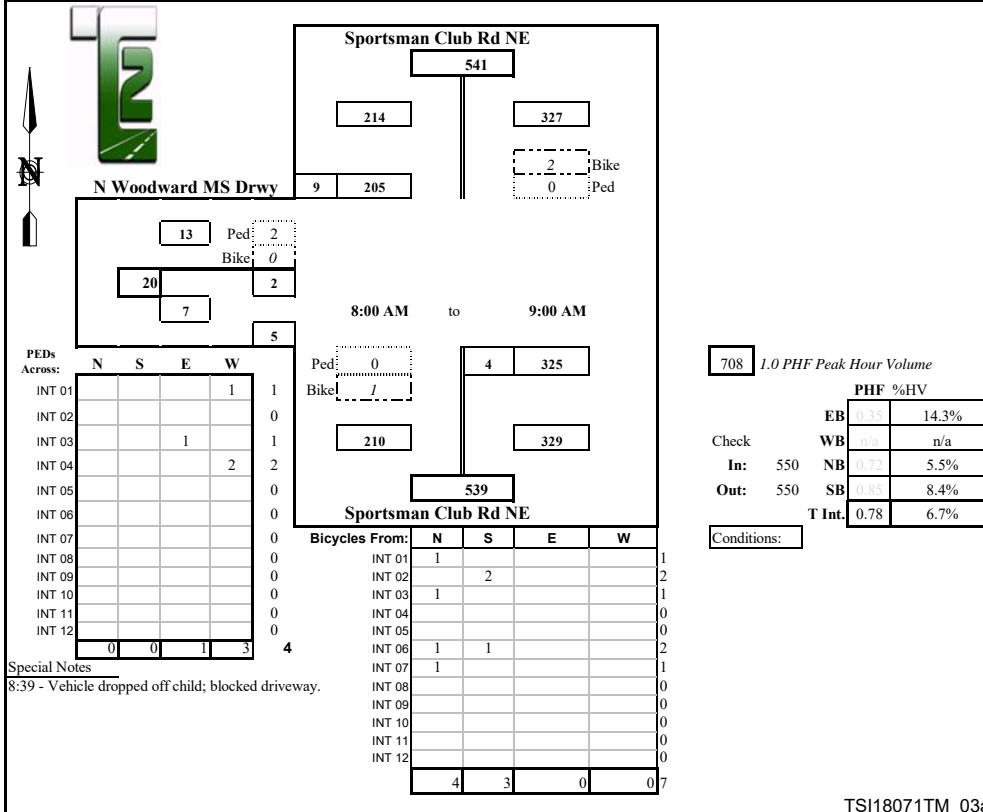 T2
Sportsman Club Rd NE
541
214 327
2 Bike
0 Ped
N
N Woodward MS Drwy 9 205
13 Ped 2
Bike 0
20 2
7 8:00 AM to 9:00 AM
5
PEDs Across: N S E W
INT 01 1 1
INT 02 0
INT 03 1 1
INT 04 2 2
INT 05 0
INT 06 0
INT 07 0
INT 08 0
INT 09 0
INT 10 0
INT 11 0
INT 12 0
0 0 1 3 4
Special Notes
8:39 - Vehicle dropped off child; blocked driveway.
Ped 0 4 325
Bike 1
210 329
539
Sportsman Club Rd NE
Bicycles From: N S E W
INT 01 1 1
INT 02 2 2
INT 03 1 1
INT 04 0
INT 05 0
INT 06 1 1 2
INT 07 1 1
INT 08 0
INT 09 0
INT 10 0
INT 11 0
INT 12 0
4 3 0 0 7
708 1.0 PHF Peak Hour Volume
PHF %HV
EB 0.35 14.3%
Check WB n/a n/a
In: 550 NB 0.72 5.5%
Out: 550 SB 0.85 8.4%
T Int. 0.78 6.7%
Conditions:
TSI18071TM_03a